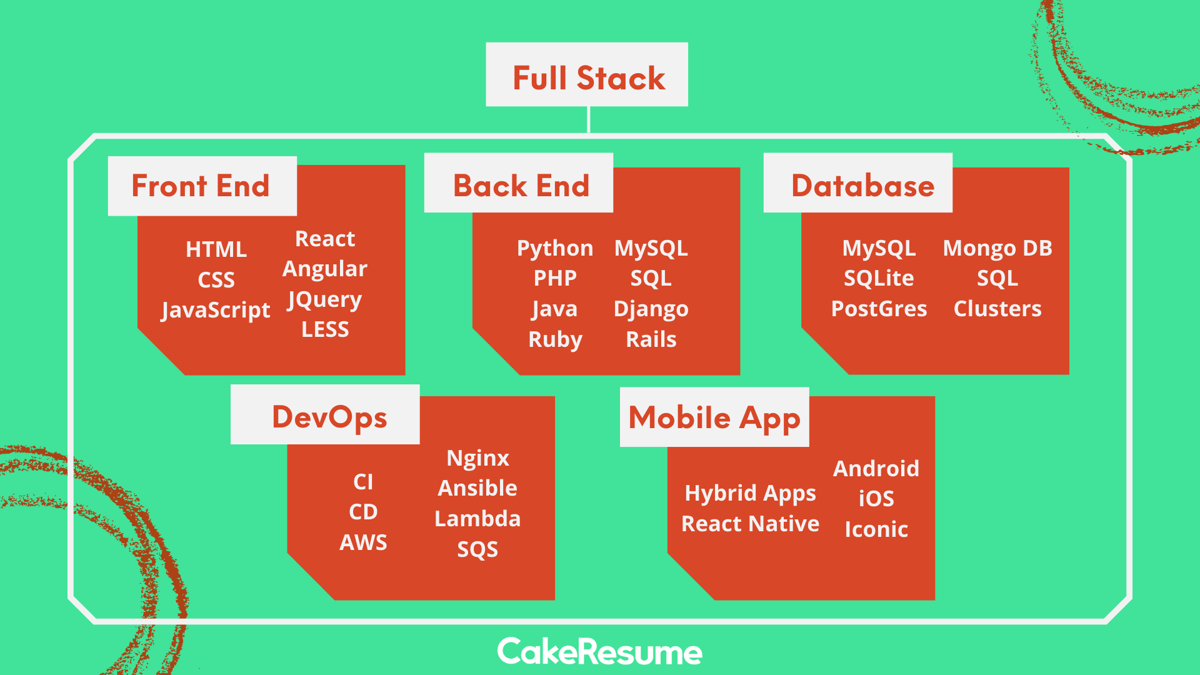 Full Stack
Front End
HTML
CSS
JavaScript
React
Angular
JQuery
LESS
Back End
Python
PHP
Java
Ruby
MySQL
SQL
Django
Rails
Database
MySQL
SQLite
PostGres
Mongo DB
SQL
Clusters
DevOps
CI
CD
AWS
Nginx
Ansible
Lambda
SQS
Mobile App
Hybrid Apps
React Native
Android
iOS
Iconic
CakeResume